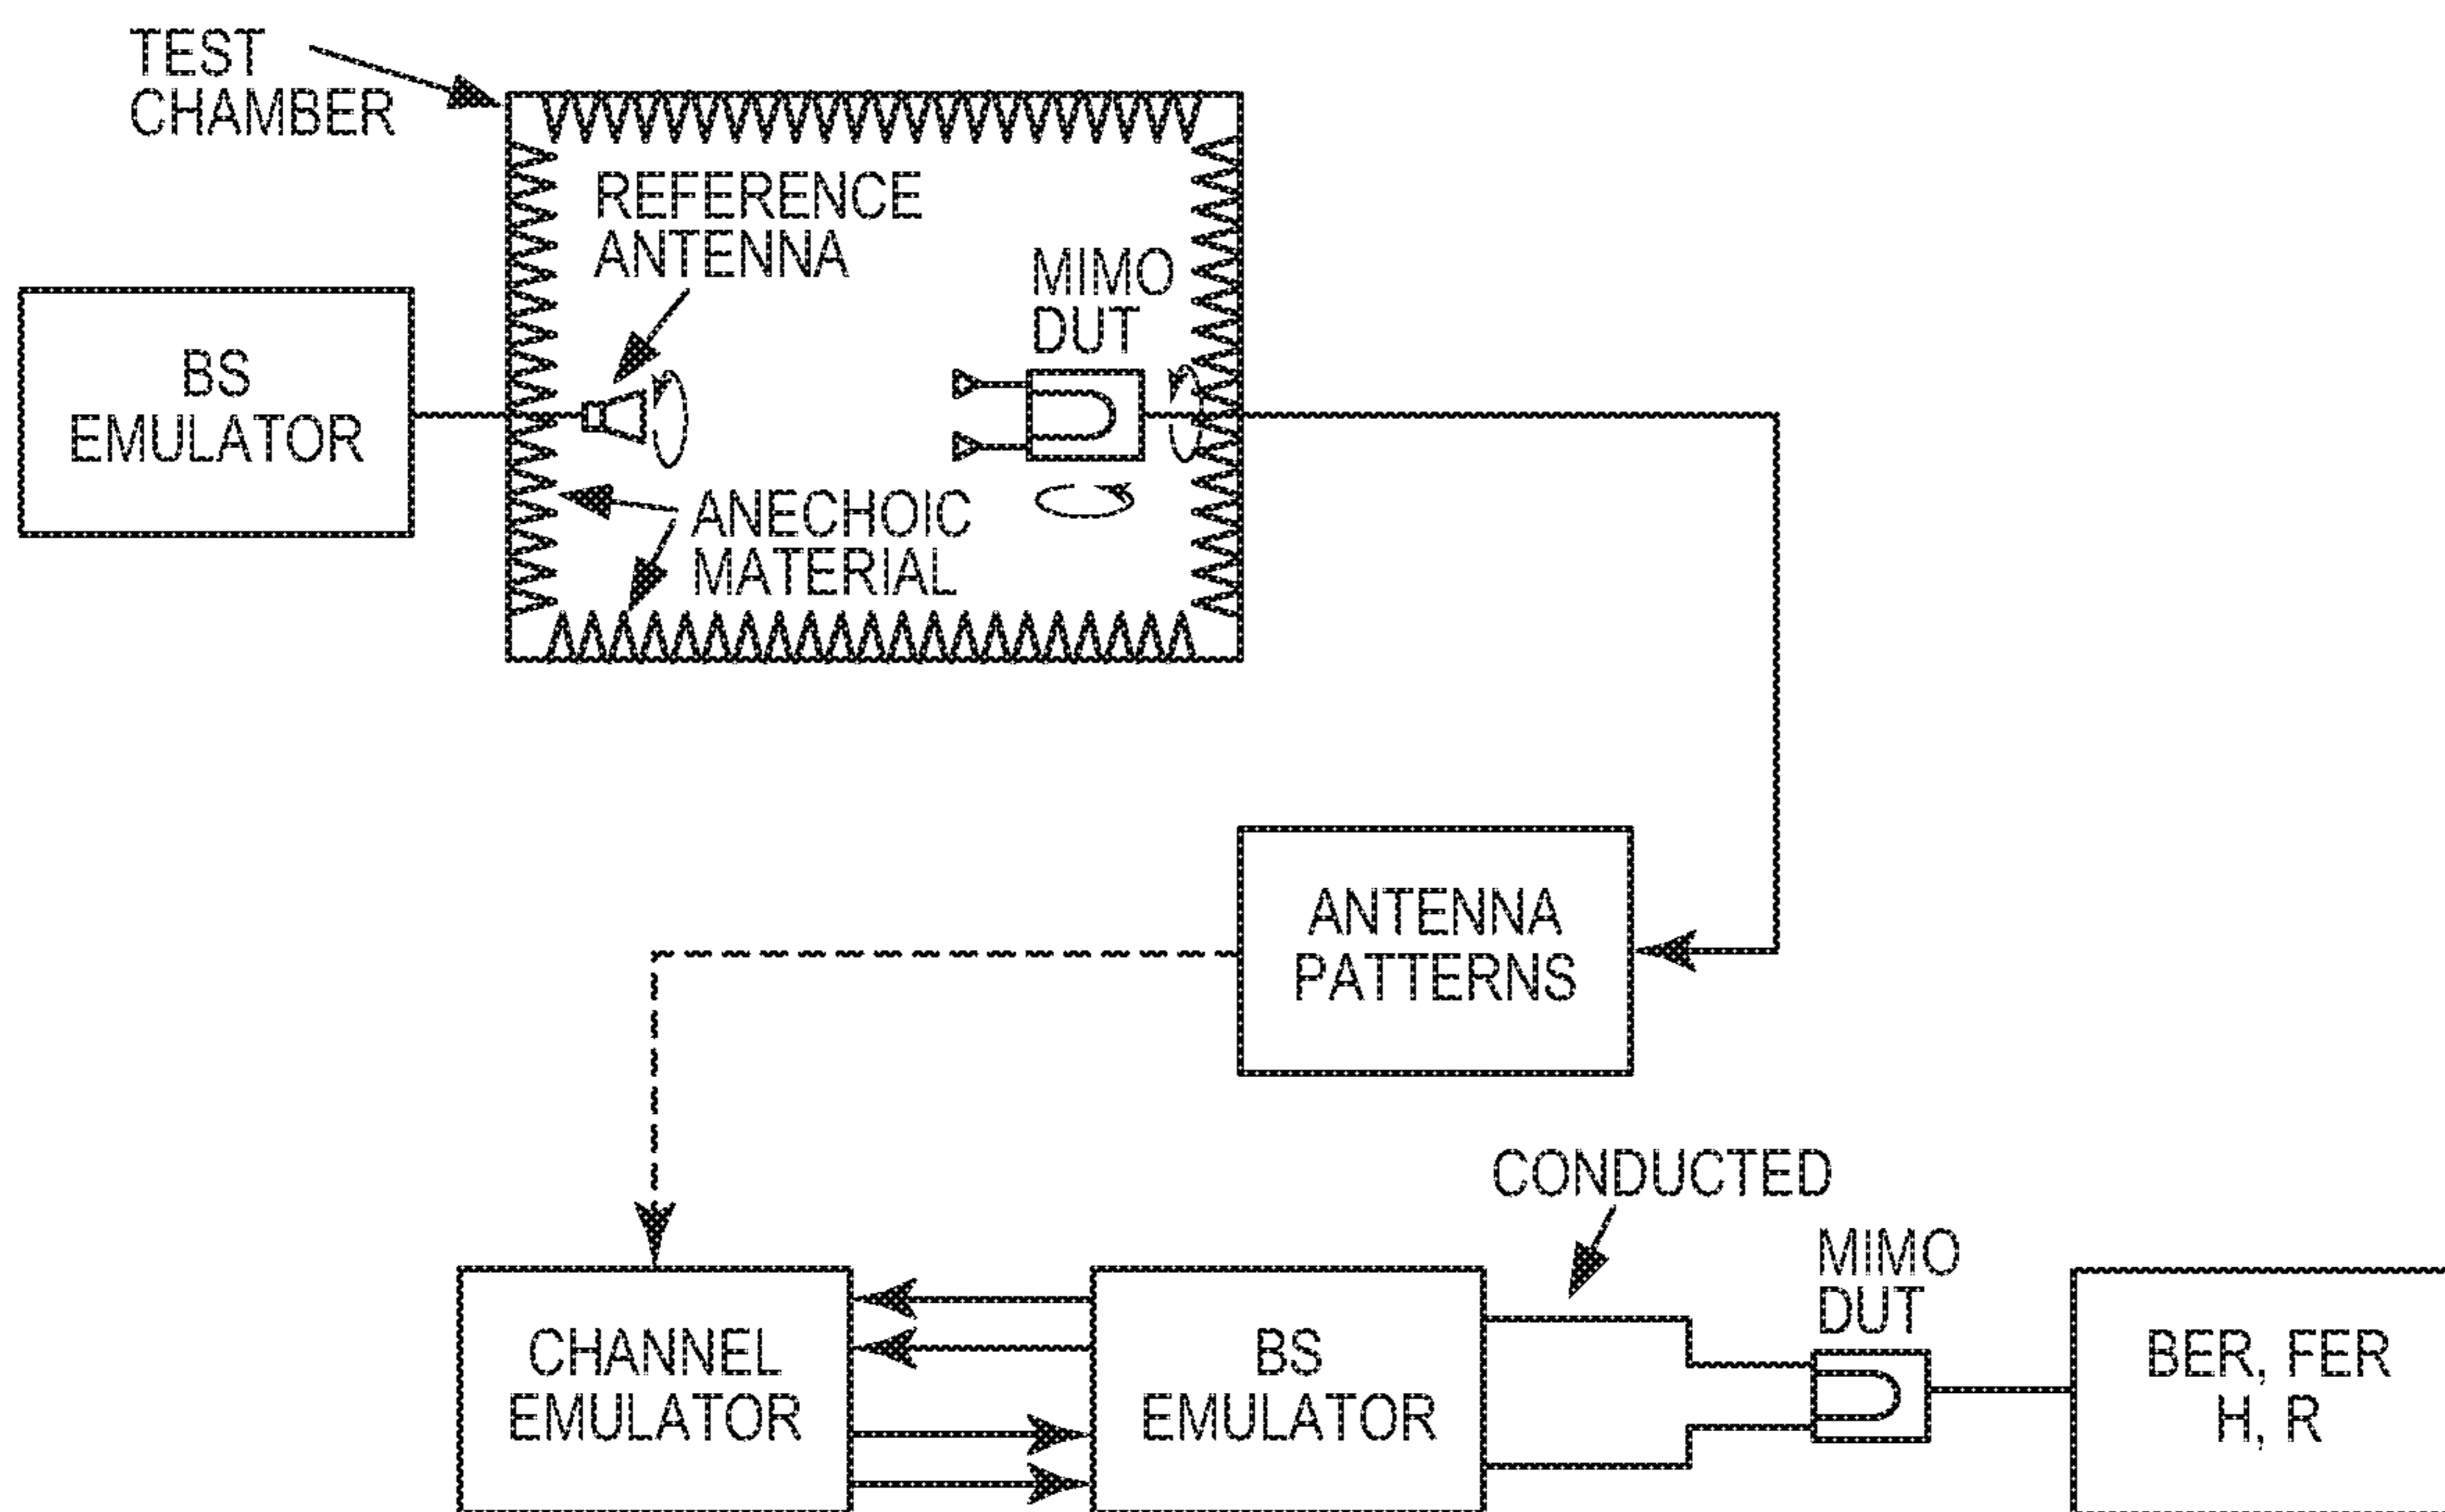 TEST
CHAMBER
REFERENCE
ANTENNA
MIMO
DUT
BS
EMULATOR
ANECHOIC
MATERIAL
ANTENNA
PATTERNS
CONDUCTED
MIMO
DUT
CHANNEL
EMULATOR
BS
EMULATOR
BER, FER
H, R